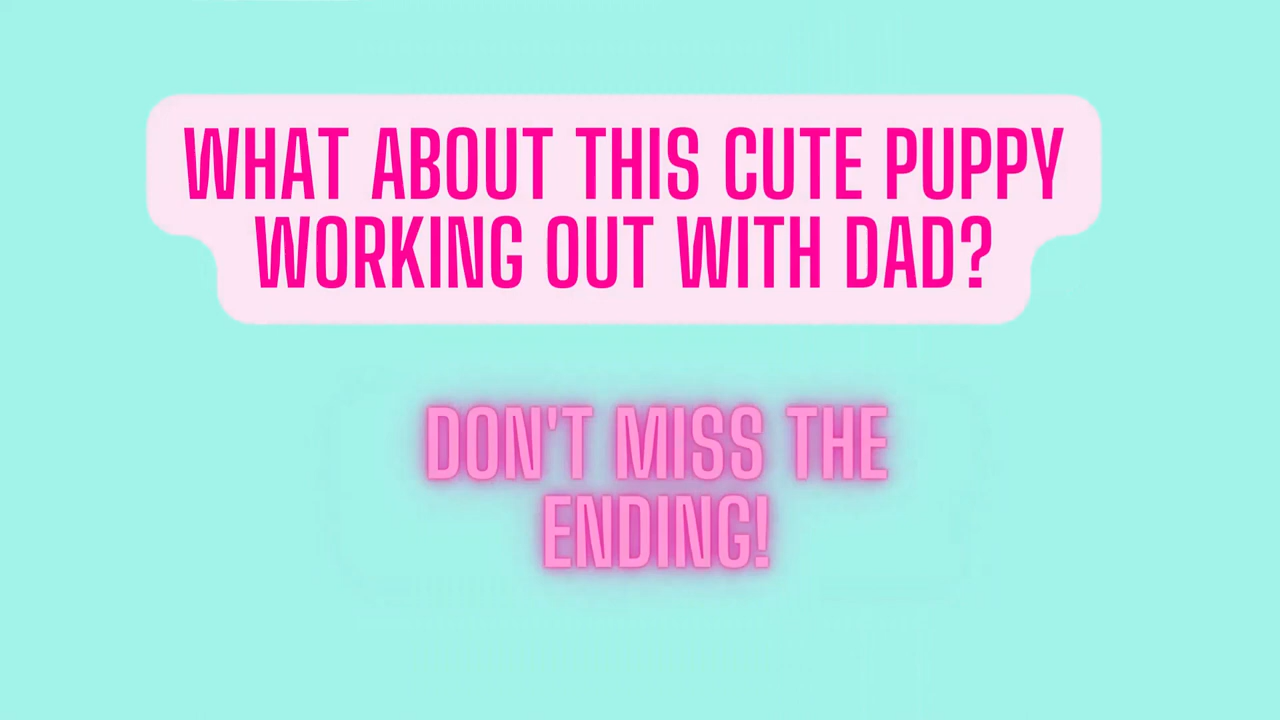 WHAT ABOUT THIS CUTE PUPPY
WORKING OUT WITH DAD?
DON'T MISS THE
ENDING!